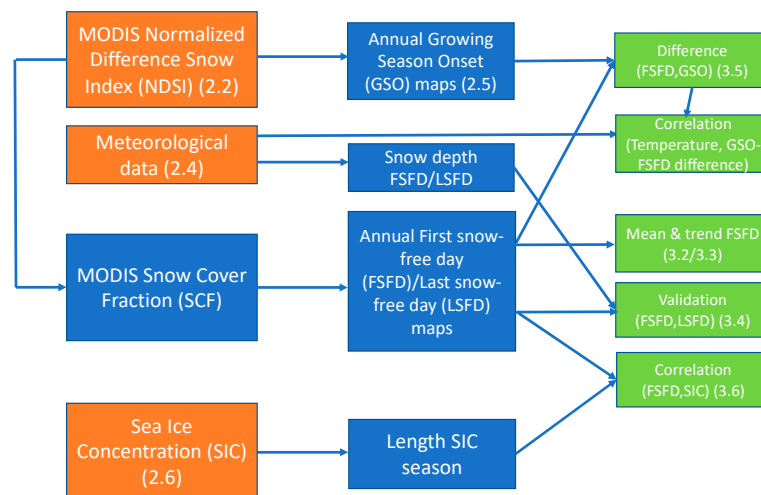 MODIS Normalized
Difference Snow
Index (NDSI) (2.2)
Annual Growing
Season Onset
(GSO) maps (2.5)
Difference
(FSFD,GSO) (3.5)
Meteorological
data (2.4)
Snow depth
FSFD/LSFD
Correlation
(Temperature, GSO-
FSFD difference)
MODIS Snow Cover
Fraction (SCF)
Annual First snow-
free day
(FSFD)/Last snow-
free day (LSFD)
maps
Mean & trend FSFD
(3.2/3.3)
Validation
(FSFD,LSFD) (3.4)
Correlation
(FSFD,SIC) (3.6)
Sea Ice
Concentration (SIC)
(2.6)
Length SIC
season